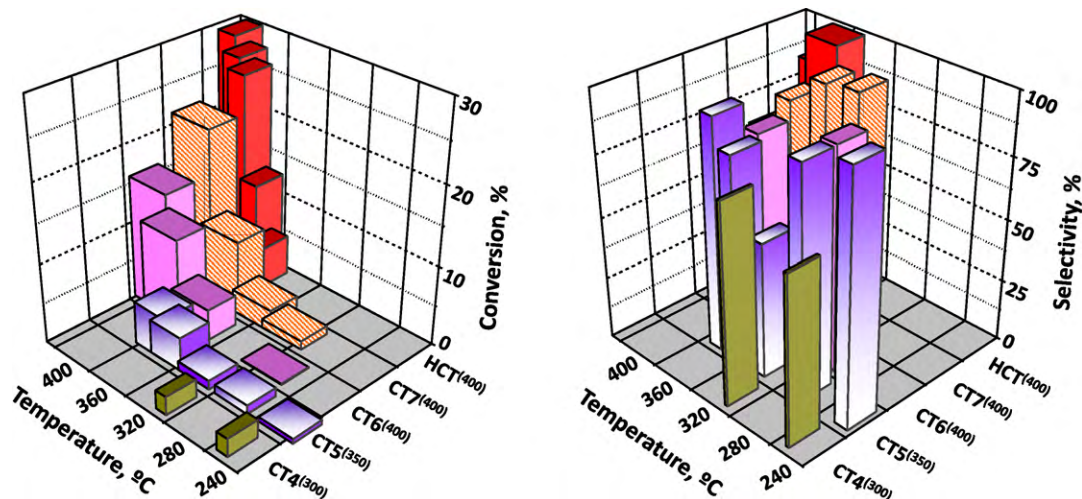 30
20
10
0
Conversion, %
400
360
320
280
240
Temperature, ºC
HCT(400)
CT7(400)
CT6(400)
CT5(350)
CT4(300)
100
75
50
25
0
Selectivity, %
400
360
320
280
240
Temperature, ºC
HCT(400)
CT7(400)
CT6(400)
CT5(350)
CT4(300)